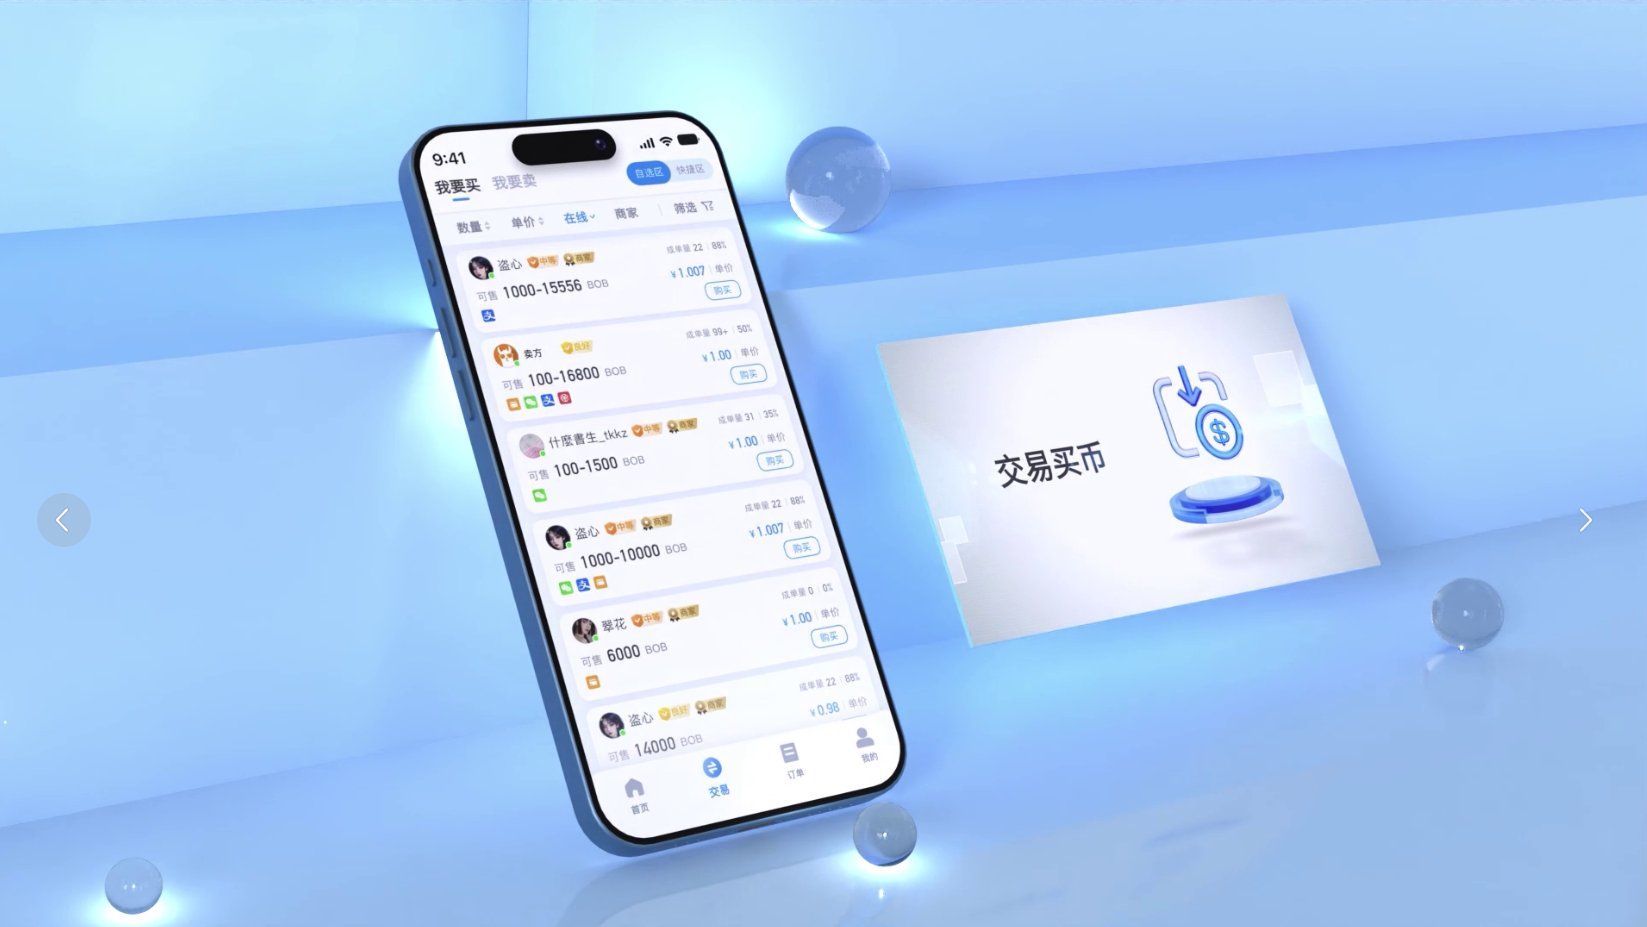 9:41
我要买 我要卖 自选区 快捷区
数量 单价 在线 商家 筛选
盗心 中等 商家 成单量 22 | 88%
可售 1000-15556 BOB ¥1.007 | 单价
支 购买
卖方 良好 成单量 99+ | 50%
可售 100-16800 BOB ¥1.00 | 单价
支 购买
什麼書生_tkkz 中等 商家 成单量 31 | 35%
可售 100-1500 BOB ¥1.00 | 单价
购买
盗心 中等 商家 成单量 22 | 88%
可售 1000-10000 BOB ¥1.007 | 单价
支 购买
翠花 中等 商家 成单量 0 | 0%
可售 6000 BOB ¥1.00 | 单价
购买
盗心 良好 商家 成单量 22 | 88%
可售 14000 BOB ¥0.98 | 单价
首页 交易 订单 我的
交易买币
$